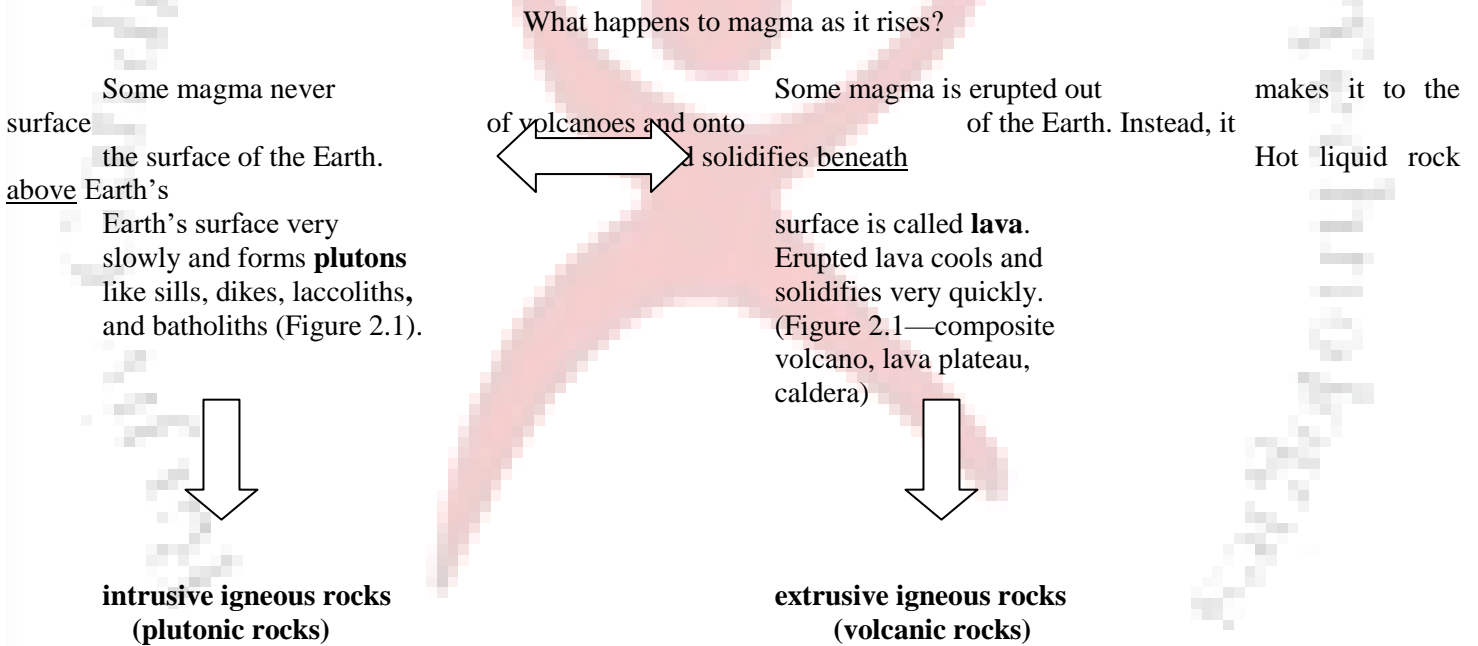 What happens to magma as it rises?
Some magma never Some magma is erupted out makes it to the
surface of volcanoes and onto of the Earth. Instead, it
the surface of the Earth. solidifies beneath Hot liquid rock
above Earth's
Earth's surface very surface is called lava.
slowly and forms plutons Erupted lava cools and
like sills, dikes, laccoliths, solidifies very quickly.
and batholiths (Figure 2.1). (Figure 2.1—composite
volcano, lava plateau,
caldera)
intrusive igneous rocks extrusive igneous rocks
(plutonic rocks) (volcanic rocks)